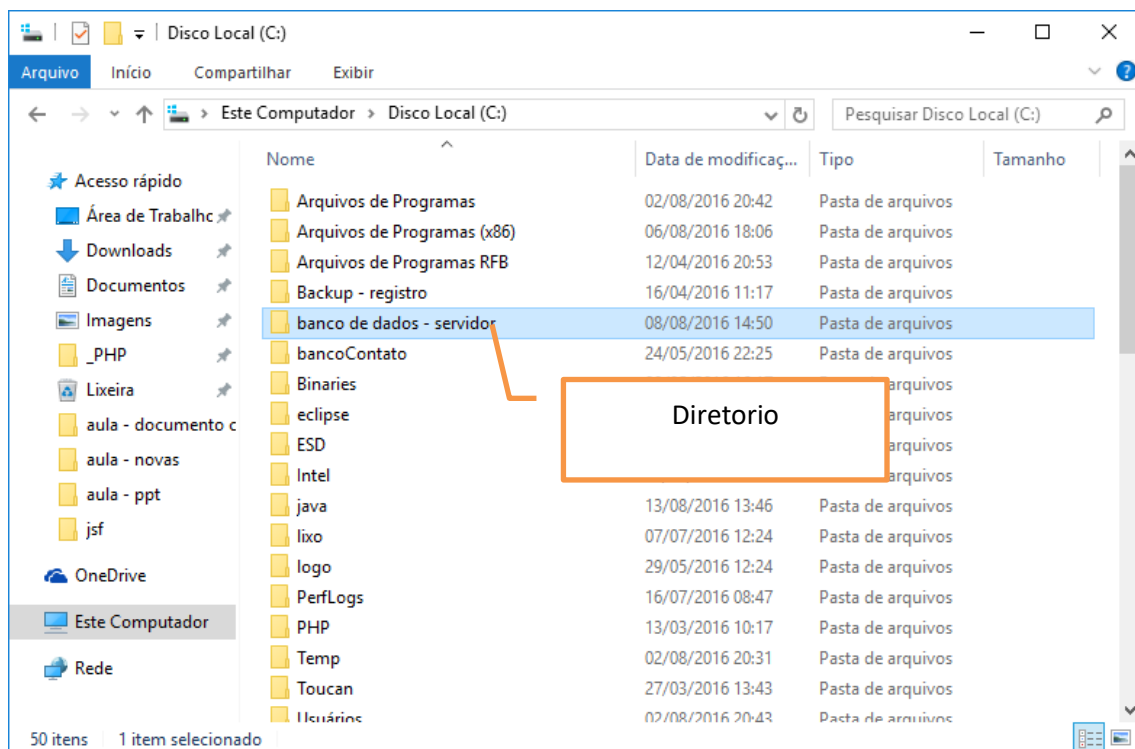 Disco Local (C:)
Arquivo Início Compartilhar Exibir
Este Computador > Disco Local (C:) Pesquisar Disco Local (C:)
Nome Data de modificaç... Tipo Tamanho
Acesso rápido
Área de Trabalhc
Downloads
Documentos
Imagens
_PHP
Lixeira
aula - documento c
aula - novas
aula - ppt
jsf
OneDrive
Este Computador
Rede
Arquivos de Programas 02/08/2016 20:42 Pasta de arquivos
Arquivos de Programas (x86) 06/08/2016 18:06 Pasta de arquivos
Arquivos de Programas RFB 12/04/2016 20:53 Pasta de arquivos
Backup - registro 16/04/2016 11:17 Pasta de arquivos
banco de dados - servidor 08/08/2016 14:50 Pasta de arquivos
bancoContato 24/05/2016 22:25 Pasta de arquivos
Binaries arquivos
eclipse arquivos
ESD arquivos
Intel arquivos
java 13/08/2016 13:46 Pasta de arquivos
lixo 07/07/2016 12:24 Pasta de arquivos
logo 29/05/2016 12:24 Pasta de arquivos
PerfLogs 16/07/2016 08:47 Pasta de arquivos
PHP 13/03/2016 10:17 Pasta de arquivos
Temp 02/08/2016 20:31 Pasta de arquivos
Toucan 27/03/2016 13:43 Pasta de arquivos
Usuários 02/08/2016 20:43 Pasta de arquivos
Diretorio
50 itens 1 item selecionado